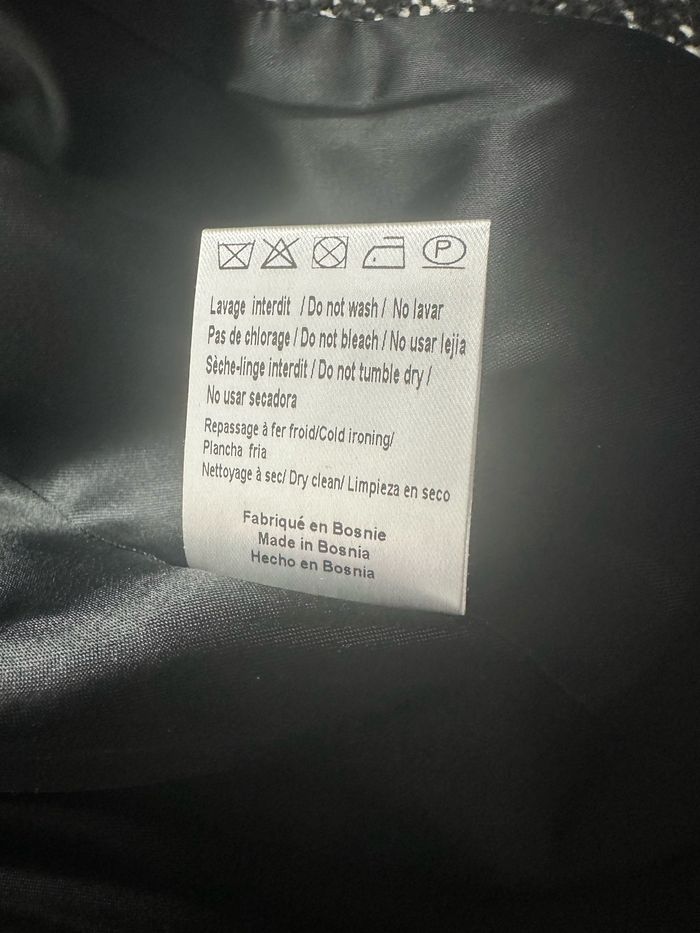 P
Lavage interdit / Do not wash / No lavar
Pas de chlorage / Do not bleach / No usar lejia
Sèche-linge interdit / Do not tumble dry /
No usar secadora
Repassage à fer froid/Cold ironing/
Plancha fria
Nettoyage à sec/ Dry clean/ Limpieza en seco
Fabriqué en Bosnie
Made in Bosnia
Hecho en Bosnia